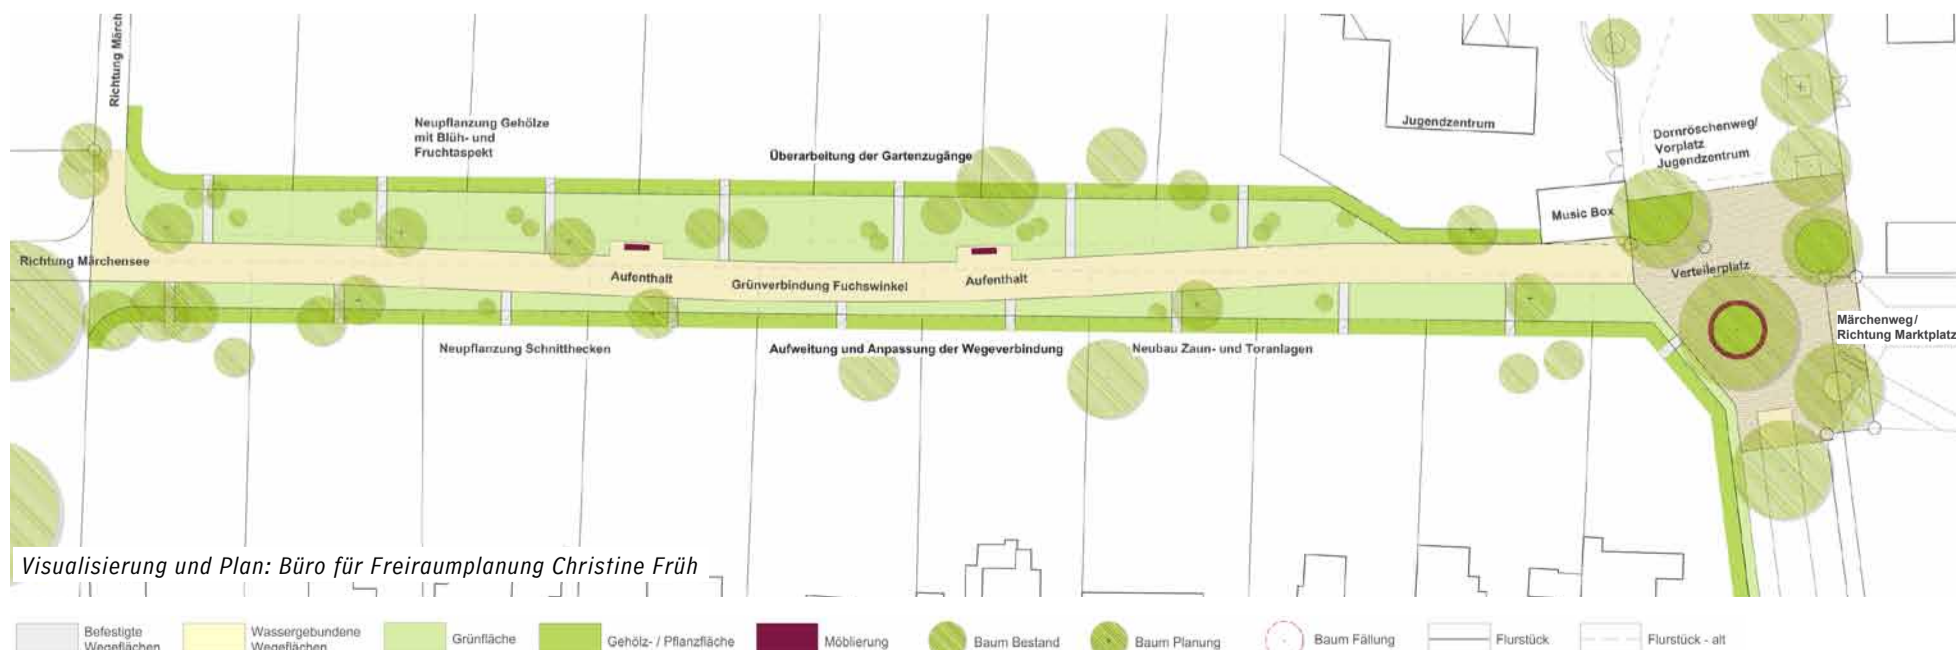 Richtung Märch
Neupflanzung Gehölze
mit Blüh- und
Fruchtaspekt
Überarbeitung der Gartenzugänge
Jugendzentrum
Dornröschenweg/
Vorplatz
Jugendzentrum
Music Box
Richtung Märchensee
Aufenthalt
Grünverbindung Fuchswinkel
Aufenthalt
Verteilerplatz
Märchenweg/
Richtung Marktplatz
Neupflanzung Schnitthecken
Aufweitung und Anpassung der Wegeverbindung
Neubau Zaun- und Toranlagen
Visualisierung und Plan: Büro für Freiraumplanung Christine Früh
Befestigte
Wegeflächen
Wassergebundene
Wegeflächen
Grünfläche
Gehölz- / Pflanzfläche
Möblierung
Baum Bestand
Baum Planung
Baum Fällung
Flurstück
Flurstück - alt